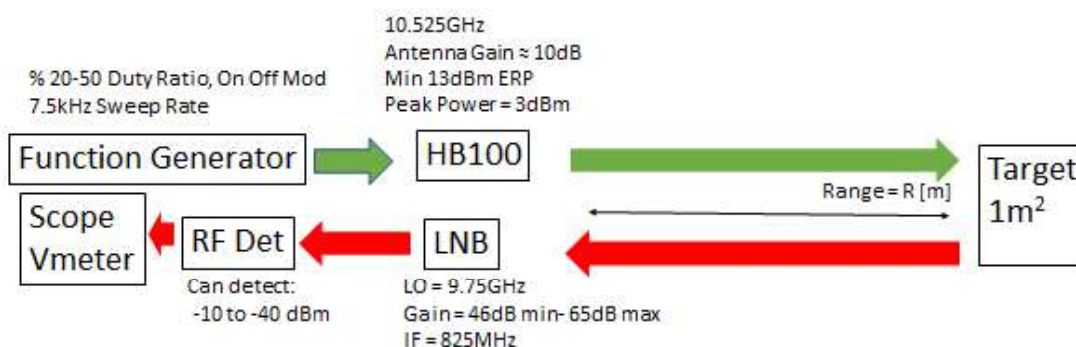 10.525GHz
Antenna Gain ≈ 10dB
Min 13dBm ERP
Peak Power = 3dBm
% 20-50 Duty Ratio, On Off Mod
7.5kHz Sweep Rate
Function Generator
HB100
Target
1m²
Range = R [m]
Scope
Vmeter
RF Det
LNB
Can detect:
-10 to -40 dBm
LO = 9.75GHz
Gain = 46dB min- 65dB max
IF = 825MHz